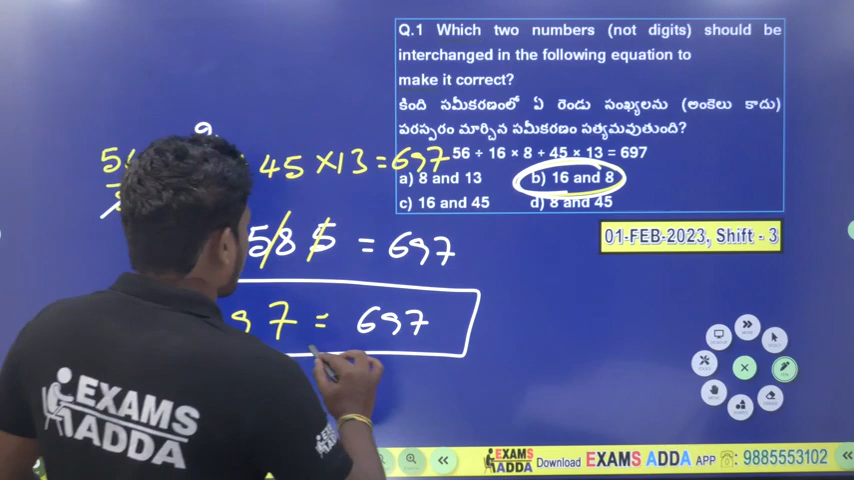 Q.1 Which two numbers (not digits) should be
interchanged in the following equation to
make it correct?
కింది సమీకరణంలో ఏ రెండు సంఖ్యలను (అంకెలు కాదు)
పరస్పరం మార్చిన సమీకరణం సత్యమవుతుంది?
56 ÷ 16 × 8 + 45 × 13 = 697
a) 8 and 13 b) 16 and 8
c) 16 and 45 d) 8 and 45
01-FEB-2023, Shift - 3
45 ×13 = 697
585 = 697
97 = 697
EXAMS
ADDA
EXAMS
ADDA
Download EXAMS ADDA APP ☎: 9885553102